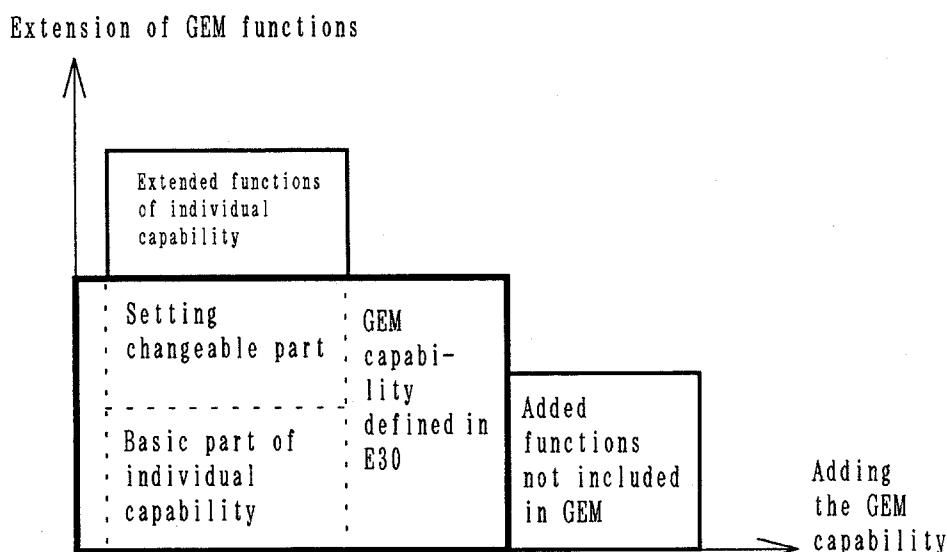 Extension of GEM functions
Extended functions
of individual
capability
Setting
changeable part
GEM
capabi-
lity
defined in
E30
Basic part of
individual
capability
Added
functions
not included
in GEM
Adding
the GEM
capability